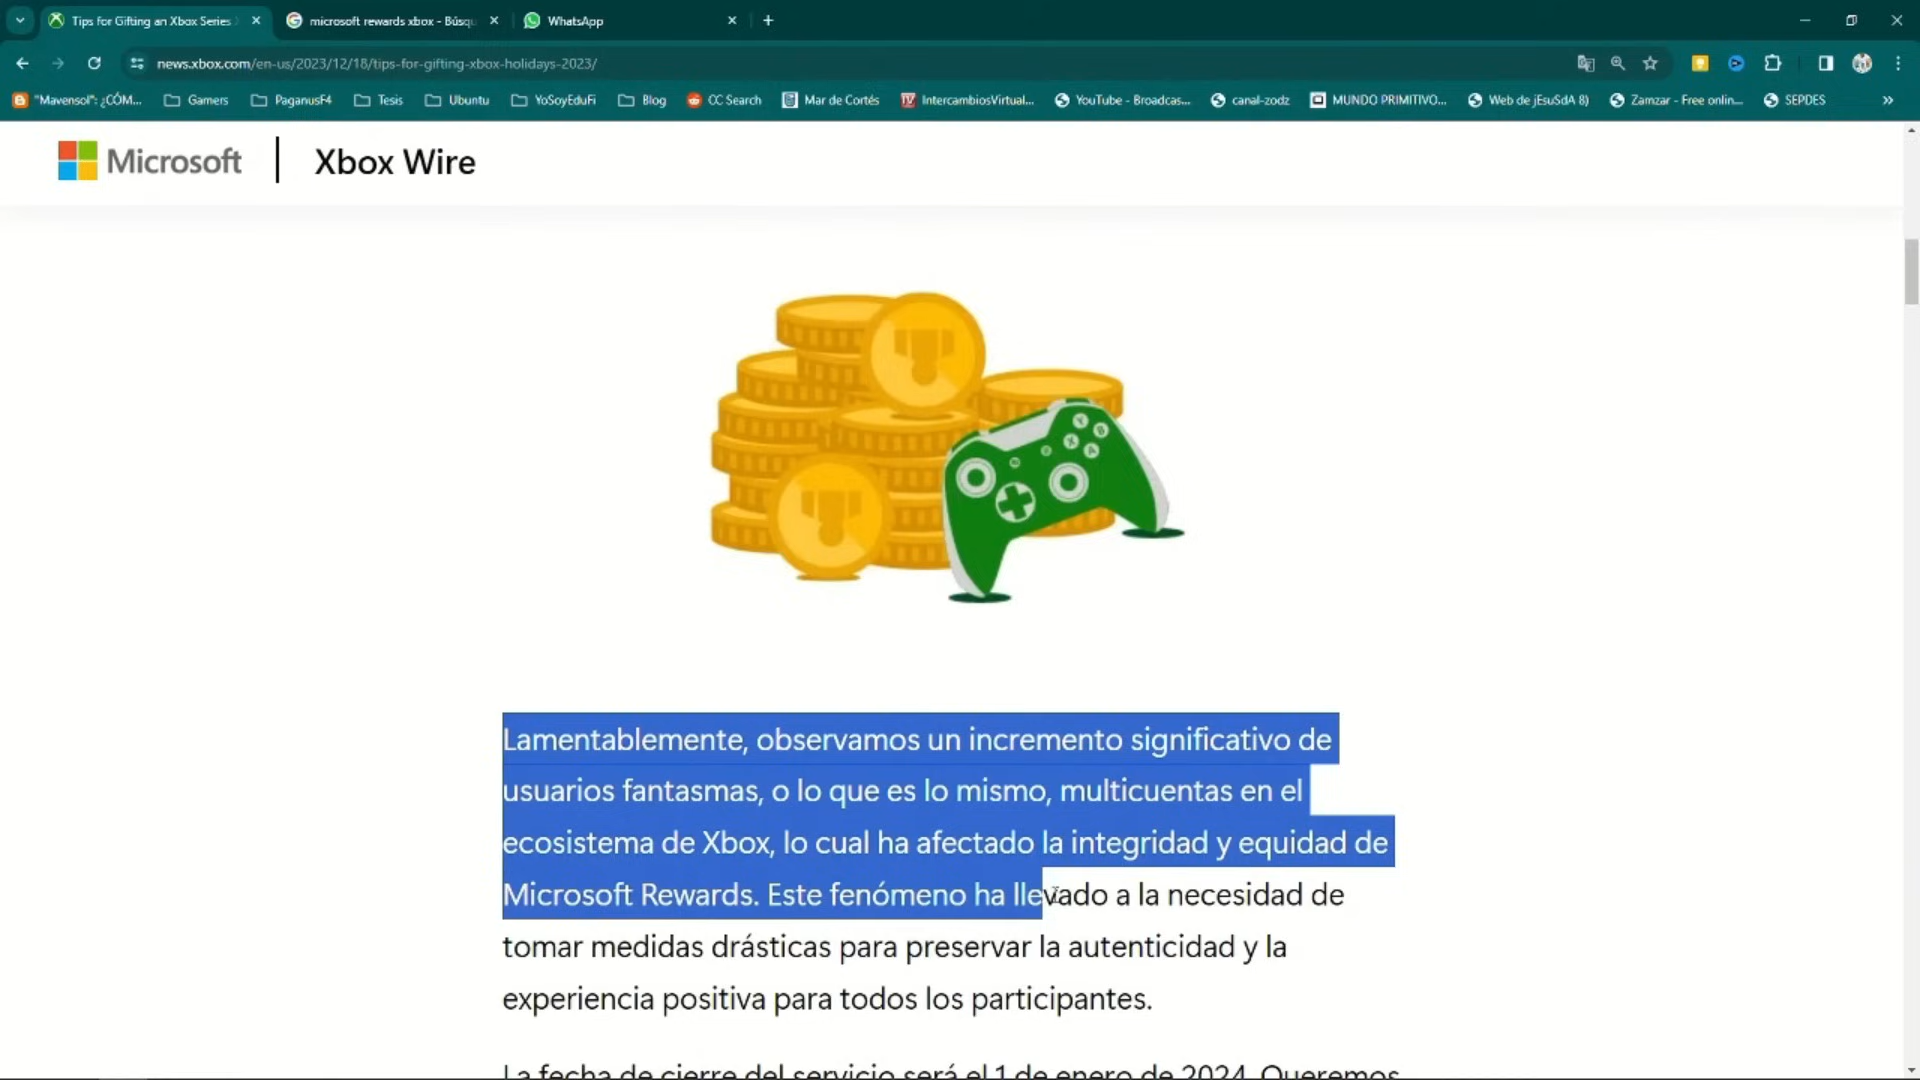 Tips for Gifting an Xbox Series
microsoft rewards xbox - Búsqu
WhatsApp
news.xbox.com/en-us/2023/12/18/tips-for-gifting-xbox-holidays-2023/
"Mavensol": ¿CÓM...
Gamers
PaganusF4
Tesis
Ubuntu
YoSoyEduFi
Blog
CC Search
Mar de Cortés
IntercambiosVirtual...
YouTube - Broadcas...
canal-zodz
MUNDO PRIMITIVO...
Web de jEsuSdA 8)
Zamzar - Free onlin...
SEPDES
Microsoft
Xbox Wire
Y
B
X
A
Lamentablemente, observamos un incremento significativo de
usuarios fantasmas, o lo que es lo mismo, multicuentas en el
ecosistema de Xbox, lo cual ha afectado la integridad y equidad de
Microsoft Rewards. Este fenómeno ha llevado a la necesidad de
tomar medidas drásticas para preservar la autenticidad y la
experiencia positiva para todos los participantes.
La fecha de cierre del servicio será el 1 de enero de 2024. Queremos